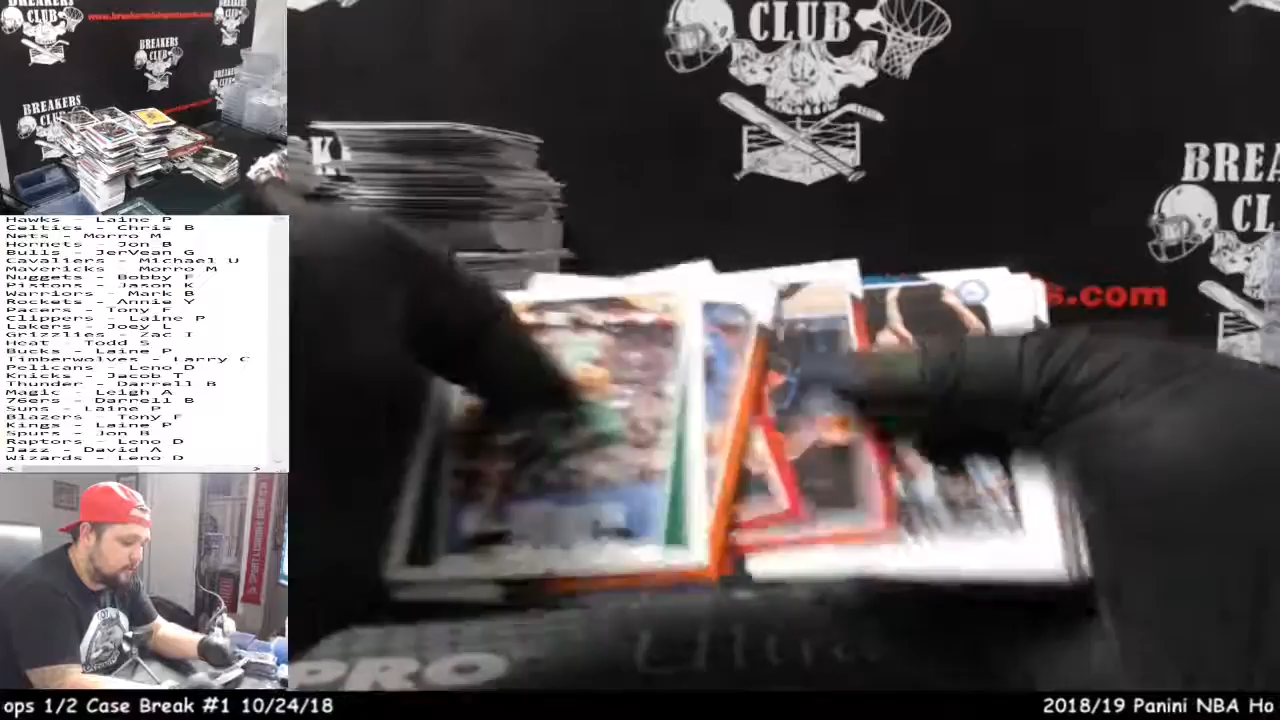 BREAKERS
CLUB
BREAKERS
CLUB
BREAKERS
CLUB
Hawks - Laine P
Celtics - Chris B
Nets - Morro M
Hornets - Jon B
Bulls - JerVean G
Cavaliers - Michael U
Mavericks - Morro M
Nuggets - Bobby F
Pistons - Jason K
Warriors - Mark B
Rockets - Annie Y
Pacers - Tony F
Clippers - Laine P
Lakers - Joey L
Grizzlies - Zac I
Heat - Todd S
Bucks - Laine P
Timberwolves - Larry C
Pelicans - Leno D
Knicks - Jacob T
Thunder - Darrell B
Magic - Leigh A
76ers - Darrell B
Suns - Laine P
Blazers - Tony F
Kings - Laine P
Spurs - Jon B
Raptors - Leno D
Jazz - David A
Wizards - Leno D
CLUB
BREA
CL
s.com
PRO
Ultra
ops 1/2 Case Break #1 10/24/18
2018/19 Panini NBA Ho